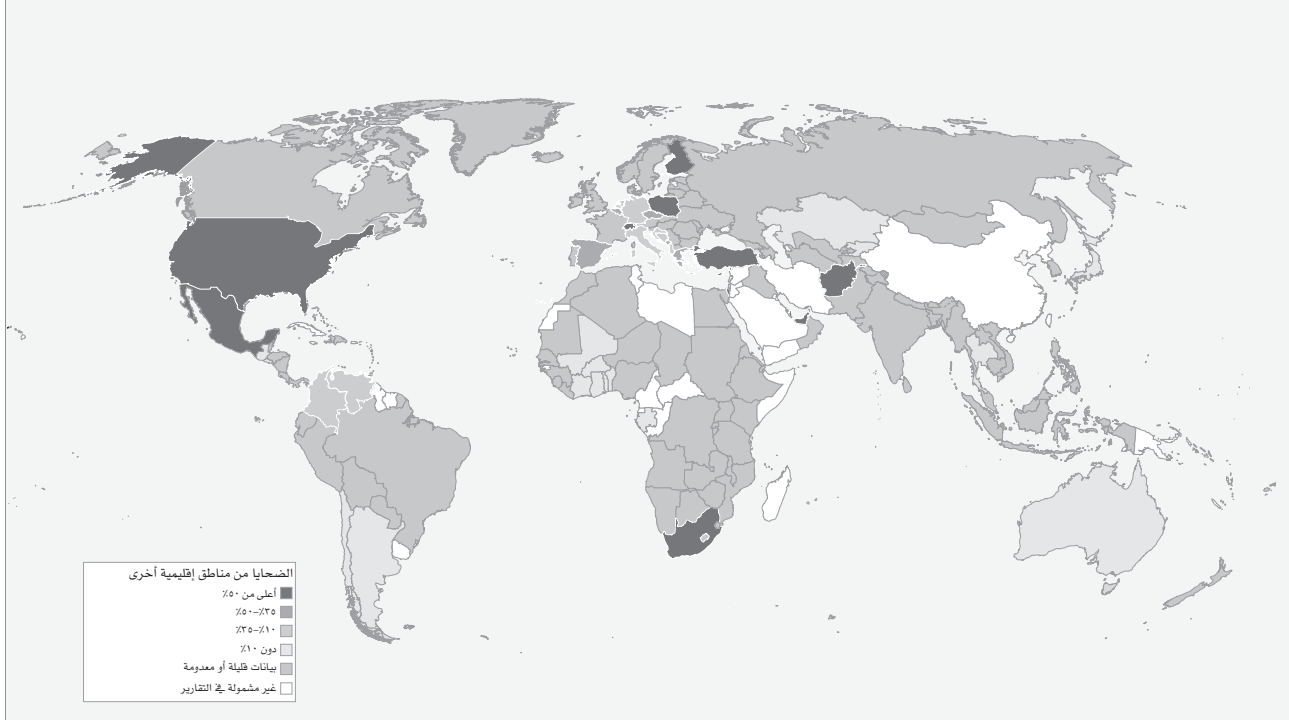 الضحايا من مناطق إقليمية أخرى
أعلى من ٥٠٪
٣٥٪–٥٠٪
١٠٪–٣٥٪
دون ١٠٪
بيانات قليلة أو معدومة
غير مشمولة في التقارير